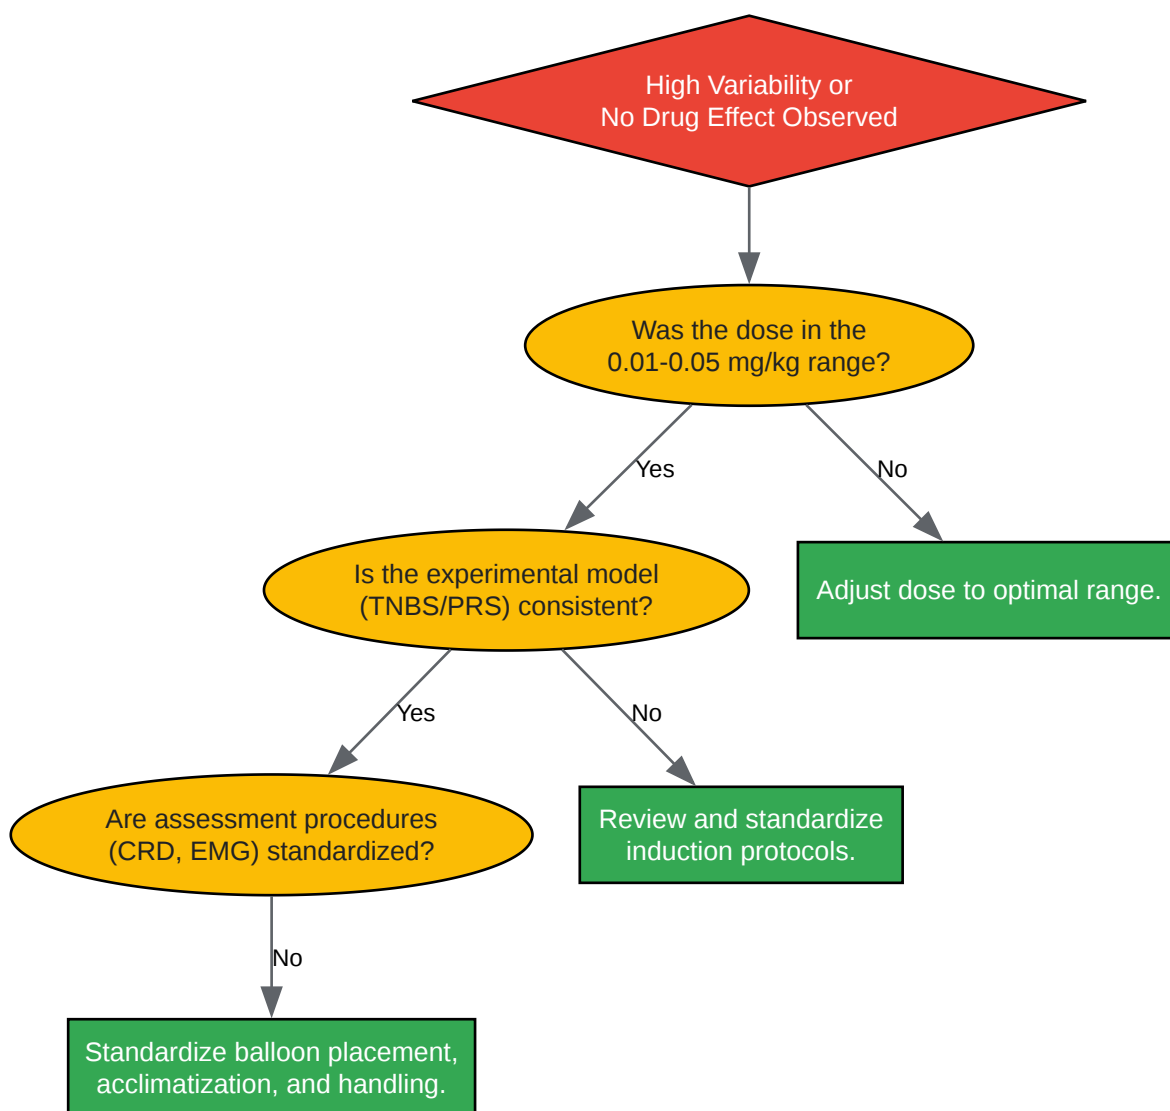 High Variability or
No Drug Effect Observed
Was the dose in the
0.01-0.05 mg/kg range?
Yes
No
Is the experimental model
(TNBS/PRS) consistent?
Adjust dose to optimal range.
Yes
No
Are assessment procedures
(CRD, EMG) standardized?
Review and standardize
induction protocols.
No
Standardize balloon placement,
acclimatization, and handling.